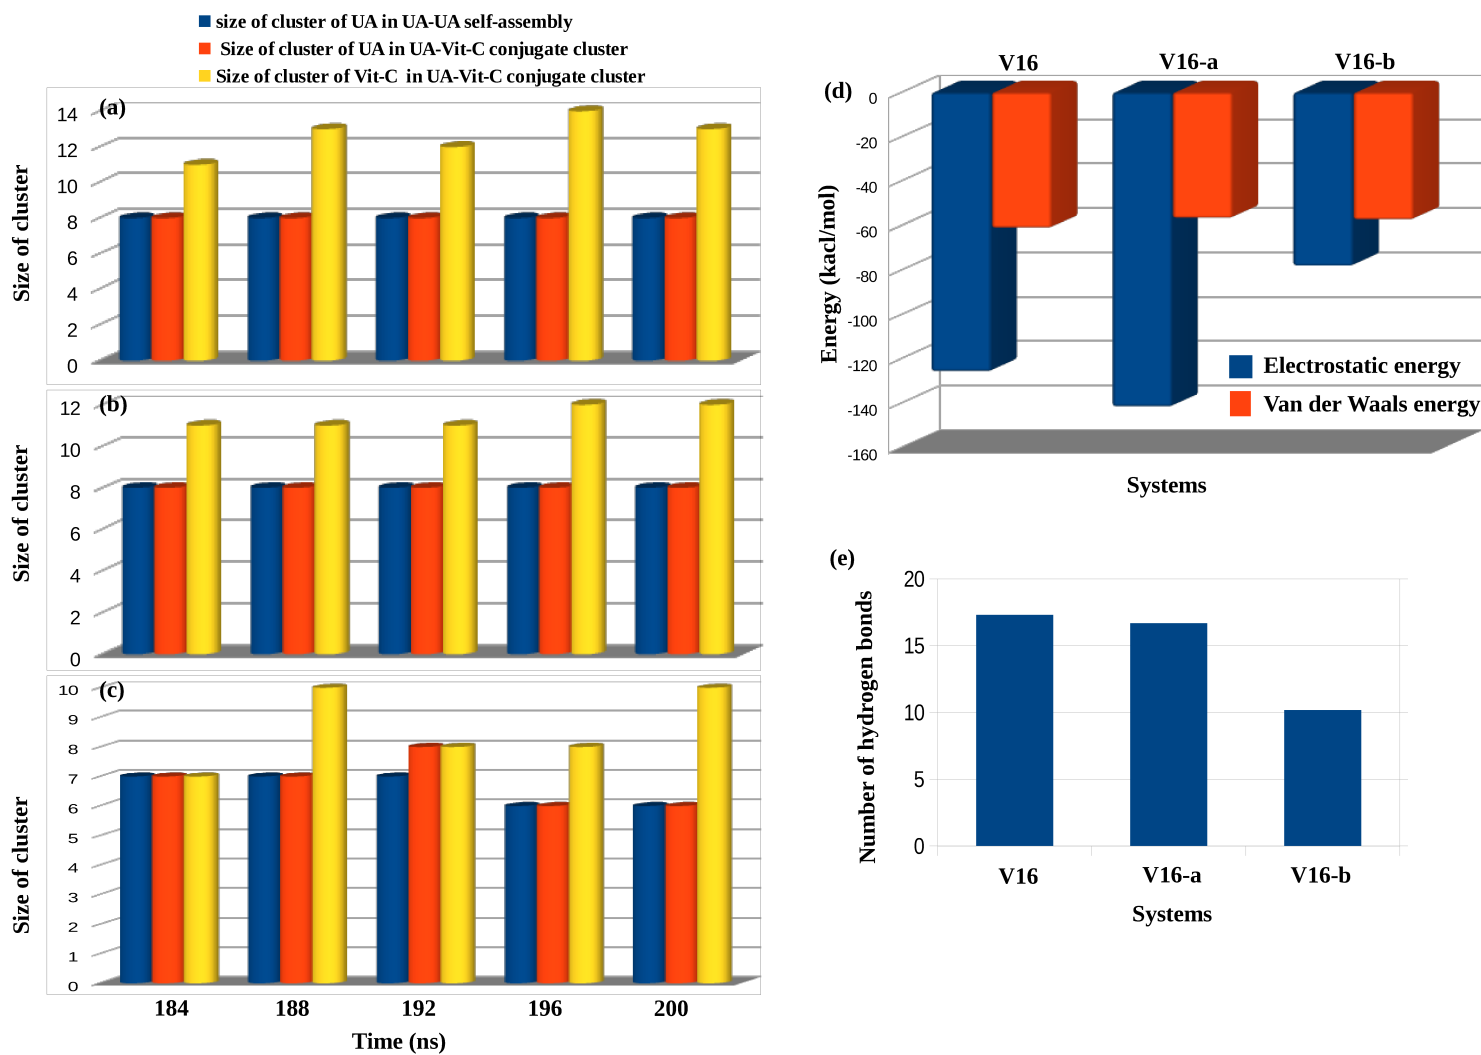 size of cluster of UA in UA-UA self-assembly
Size of cluster of UA in UA-Vit-C conjugate cluster
Size of cluster of Vit-C in UA-Vit-C conjugate cluster
(a)
14
12
10
8
6
4
2
0
Size of cluster
(b)
12
10
8
6
4
2
0
Size of cluster
(c)
10
9
8
7
6
5
4
3
2
1
0
Size of cluster
184 188 192 196 200
Time (ns)
(d)
V16 V16-a V16-b
0
-20
-40
-60
-80
-100
-120
-140
-160
Energy (kacl/mol)
Electrostatic energy
Van der Waals energy
Systems
(e)
20
15
10
5
0
Number of hydrogen bonds
V16 V16-a V16-b
Systems